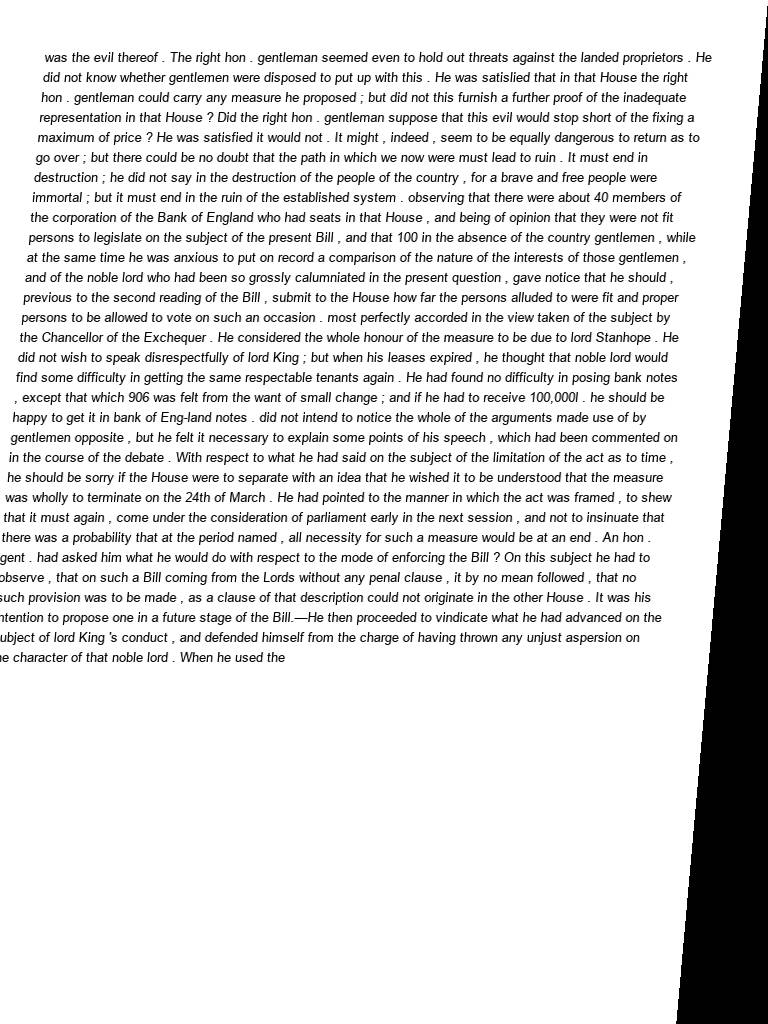 was the evil thereof . The right hon . gentleman seemed even to hold out threats against the landed proprietors . He
did not know whether gentlemen were disposed to put up with this . He was satislied that in that House the right
hon . gentleman could carry any measure he proposed ; but did not this furnish a further proof of the inadequate
representation in that House ? Did the right hon . gentleman suppose that this evil would stop short of the fixing a
maximum of price ? He was satisfied it would not . It might , indeed , seem to be equally dangerous to return as to
go over ; but there could be no doubt that the path in which we now were must lead to ruin . It must end in
destruction ; he did not say in the destruction of the people of the country , for a brave and free people were
immortal ; but it must end in the ruin of the established system . observing that there were about 40 members of
the corporation of the Bank of England who had seats in that House , and being of opinion that they were not fit
persons to legislate on the subject of the present Bill , and that 100 in the absence of the country gentlemen , while
at the same time he was anxious to put on record a comparison of the nature of the interests of those gentlemen ,
and of the noble lord who had been so grossly calumniated in the present question , gave notice that he should ,
previous to the second reading of the Bill , submit to the House how far the persons alluded to were fit and proper
persons to be allowed to vote on such an occasion . most perfectly accorded in the view taken of the subject by
the Chancellor of the Exchequer . He considered the whole honour of the measure to be due to lord Stanhope . He
did not wish to speak disrespectfully of lord King ; but when his leases expired , he thought that noble lord would
find some difficulty in getting the same respectable tenants again . He had found no difficulty in posing bank notes
, except that which 906 was felt from the want of small change ; and if he had to receive 100,000l . he should be
happy to get it in bank of Eng-land notes . did not intend to notice the whole of the arguments made use of by
gentlemen opposite , but he felt it necessary to explain some points of his speech , which had been commented on
in the course of the debate . With respect to what he had said on the subject of the limitation of the act as to time ,
he should be sorry if the House were to separate with an idea that he wished it to be understood that the measure
was wholly to terminate on the 24th of March . He had pointed to the manner in which the act was framed , to shew
that it must again , come under the consideration of parliament early in the next session , and not to insinuate that
there was a probability that at the period named , all necessity for such a measure would be at an end . An hon .
gent . had asked him what he would do with respect to the mode of enforcing the Bill ? On this subject he had to
observe , that on such a Bill coming from the Lords without any penal clause , it by no mean followed , that no
such provision was to be made , as a clause of that description could not originate in the other House . It was his
ntention to propose one in a future stage of the Bill.—He then proceeded to vindicate what he had advanced on the
ubject of lord King 's conduct , and defended himself from the charge of having thrown any unjust aspersion on
e character of that noble lord . When he used the